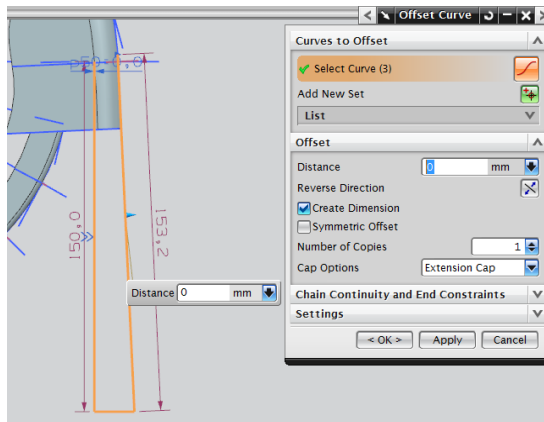 Offset Curve
Curves to Offset
Select Curve (3)
Add New Set
List
Offset
Distance 0 mm
Reverse Direction
Create Dimension
Symmetric Offset
Number of Copies 1
Cap Options Extension Cap
Chain Continuity and End Constraints
Settings
< OK > Apply Cancel
150,0
153,2
Distance 0 mm